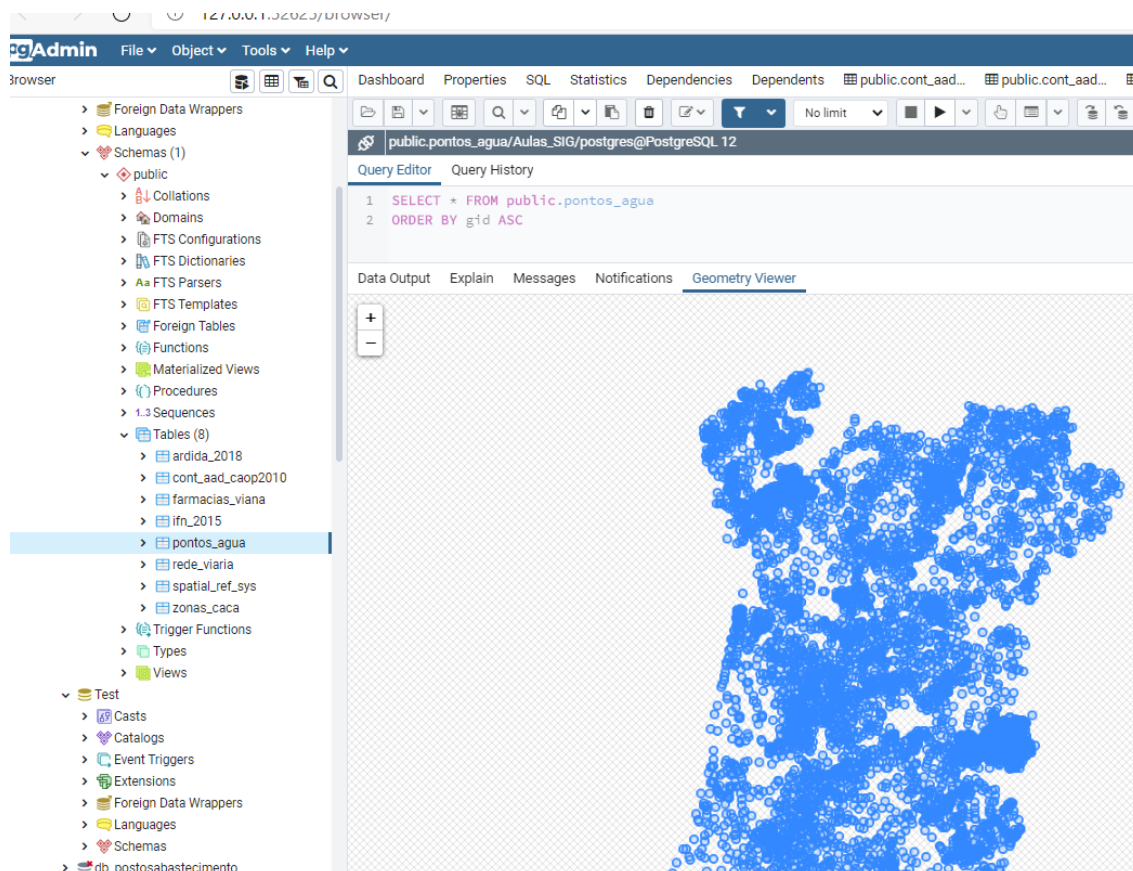 127.0.0.1:52625/browser/
pgAdmin File Object Tools Help
Browser
Dashboard Properties SQL Statistics Dependencies Dependents public.cont_aad... public.cont_aad...
Foreign Data Wrappers
Languages
Schemas (1)
public
Collations
Domains
FTS Configurations
FTS Dictionaries
Aa FTS Parsers
FTS Templates
Foreign Tables
Functions
Materialized Views
Procedures
1..3 Sequences
Tables (8)
ardida_2018
cont_aad_caop2010
farmacias_viana
ifn_2015
pontos_agua
rede_viaria
spatial_ref_sys
zonas_caca
Trigger Functions
Types
Views
Test
Casts
Catalogs
Event Triggers
Extensions
Foreign Data Wrappers
Languages
Schemas
db_postosabastecimento
No limit
public.pontos_agua/Aulas_SIG/postgres@PostgreSQL 12
Query Editor Query History
1 SELECT * FROM public.pontos_agua
2 ORDER BY gid ASC
Data Output Explain Messages Notifications Geometry Viewer
+
−